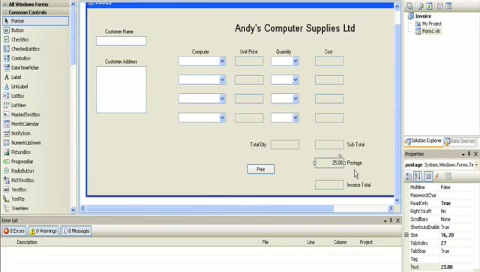 All Windows Forms
Common Controls
Pointer
Button
CheckBox
CheckedListBox
ComboBox
DateTimePicker
Label
LinkLabel
ListBox
ListView
MaskedTextBox
MonthCalendar
NotifyIcon
NumericUpDown
PictureBox
ProgressBar
RadioButton
RichTextBox
TextBox
ToolTip
TreeView
Invoice
Andy's Computer Supplies Ltd
Customer Name
Customer Address
Computer Unit Price Quantity Cost
Total Qty Sub Total
25.00 Postage
Print
Invoice Total
Invoice
My Project
Form1.vb
Solution Explorer Data Sources
Properties
postage System.Windows.Forms.Te
Multiline False
PasswordChar
ReadOnly True
RightToLeft No
ScrollBars None
ShortcutsEnabled True
Size 76, 20
TabIndex 27
TabStop True
Tag
Text 25.00
Error List
0 Errors 0 Warnings 0 Messages
Description File Line Column Project